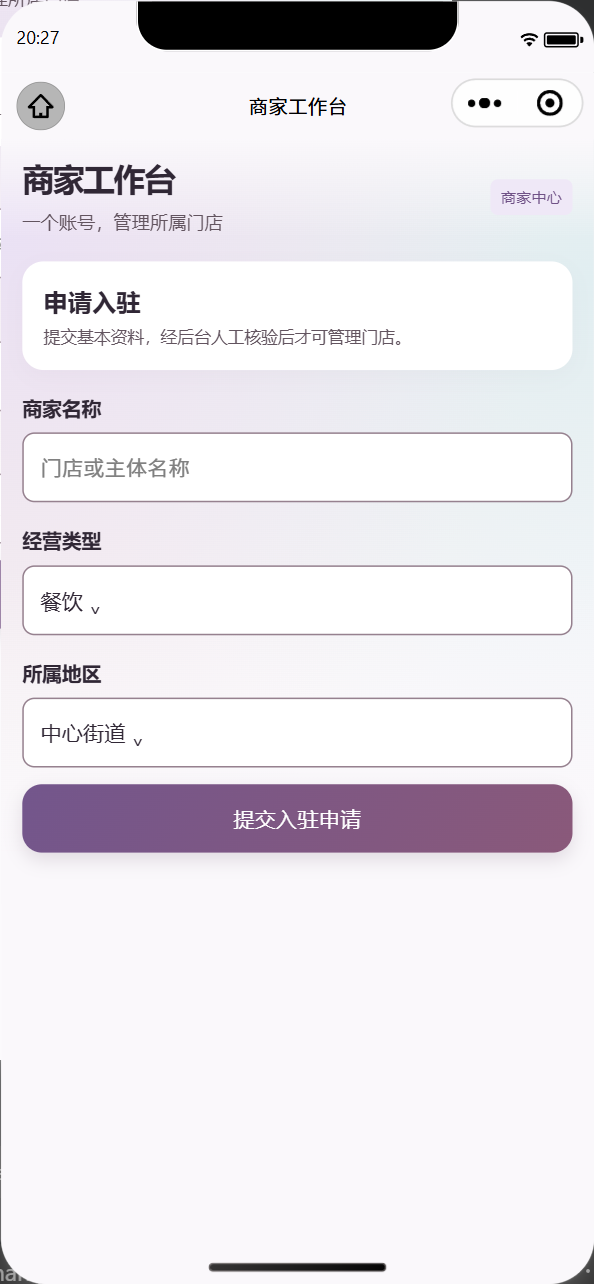 20:27
商家工作台
商家工作台
商家中心
一个账号，管理所属门店
申请入驻
提交基本资料，经后台人工核验后才可管理门店。
商家名称
门店或主体名称
经营类型
餐饮
所属地区
中心街道
提交入驻申请